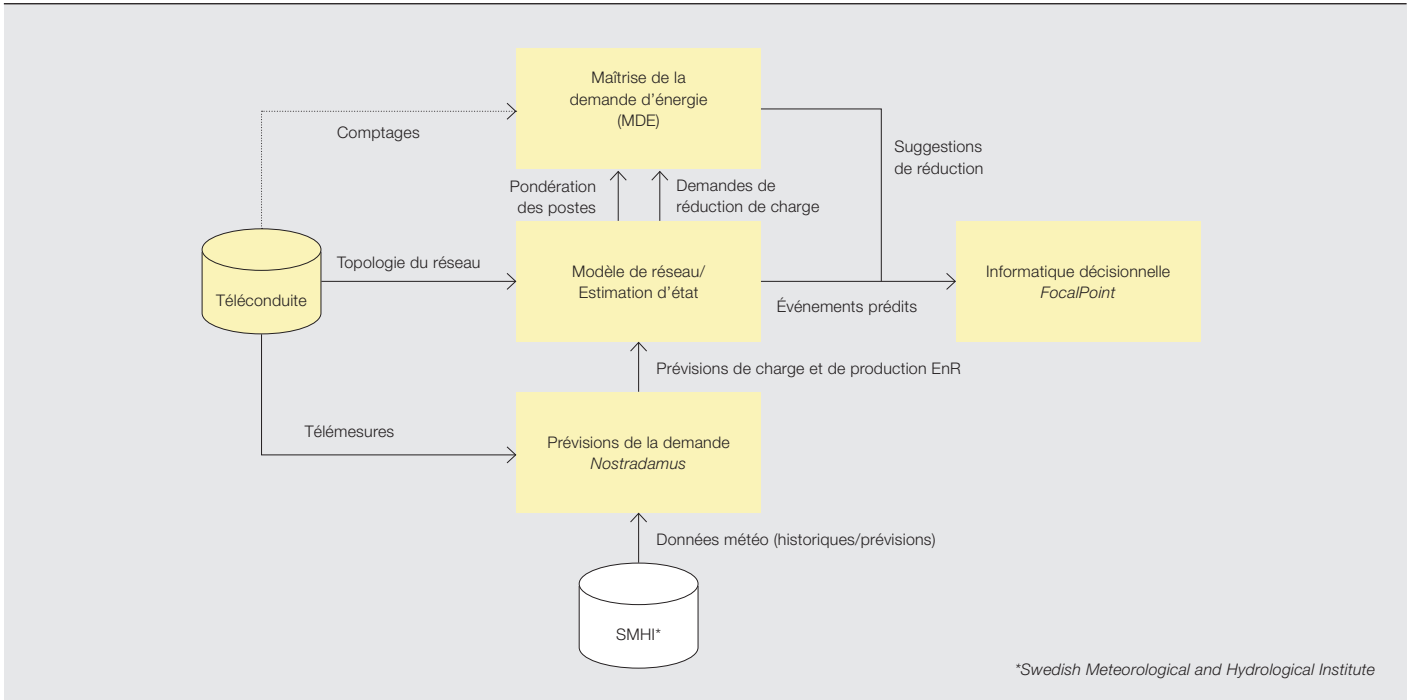 Maîtrise de la
demande d'énergie
(MDE)
Comptages
Suggestions
de réduction
Pondération
des postes
Demandes de
réduction de charge
Téléconduite
Topologie du réseau
Modèle de réseau/
Estimation d'état
Événements prédits
Informatique décisionnelle
FocalPoint
Prévisions de charge et de production EnR
Télémesures
Prévisions de la demande
Nostradamus
Données météo (historiques/prévisions)
SMHI*
*Swedish Meteorological and Hydrological Institute